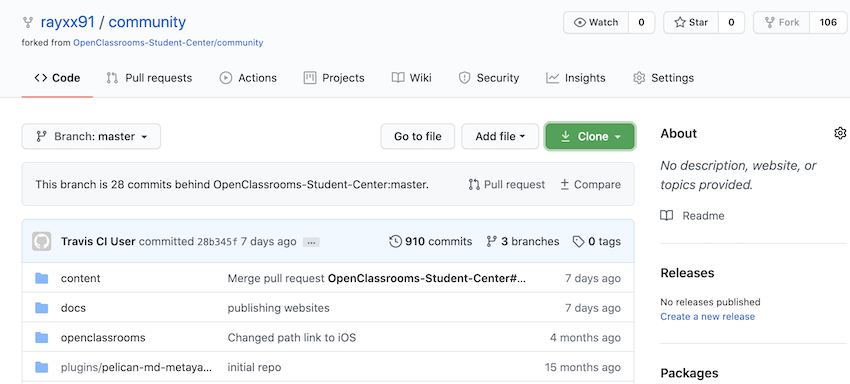 rayxx91 / community
Watch 0 Star 0 Fork 106
forked from OpenClassrooms-Student-Center/community
Code Pull requests Actions Projects Wiki Security Insights Settings
Branch: master Go to file Add file Clone
This branch is 28 commits behind OpenClassrooms-Student-Center:master. Pull request Compare
Travis CI User committed 28b345f 7 days ago ... 910 commits 3 branches 0 tags
content Merge pull request OpenClassrooms-Student-Center#... 7 days ago
docs publishing websites 7 days ago
openclassrooms Changed path link to iOS 4 months ago
plugins/pelican-md-metaya... initial repo 15 months ago
About
No description, website, or
topics provided.
Readme
Releases
No releases published
Create a new release
Packages